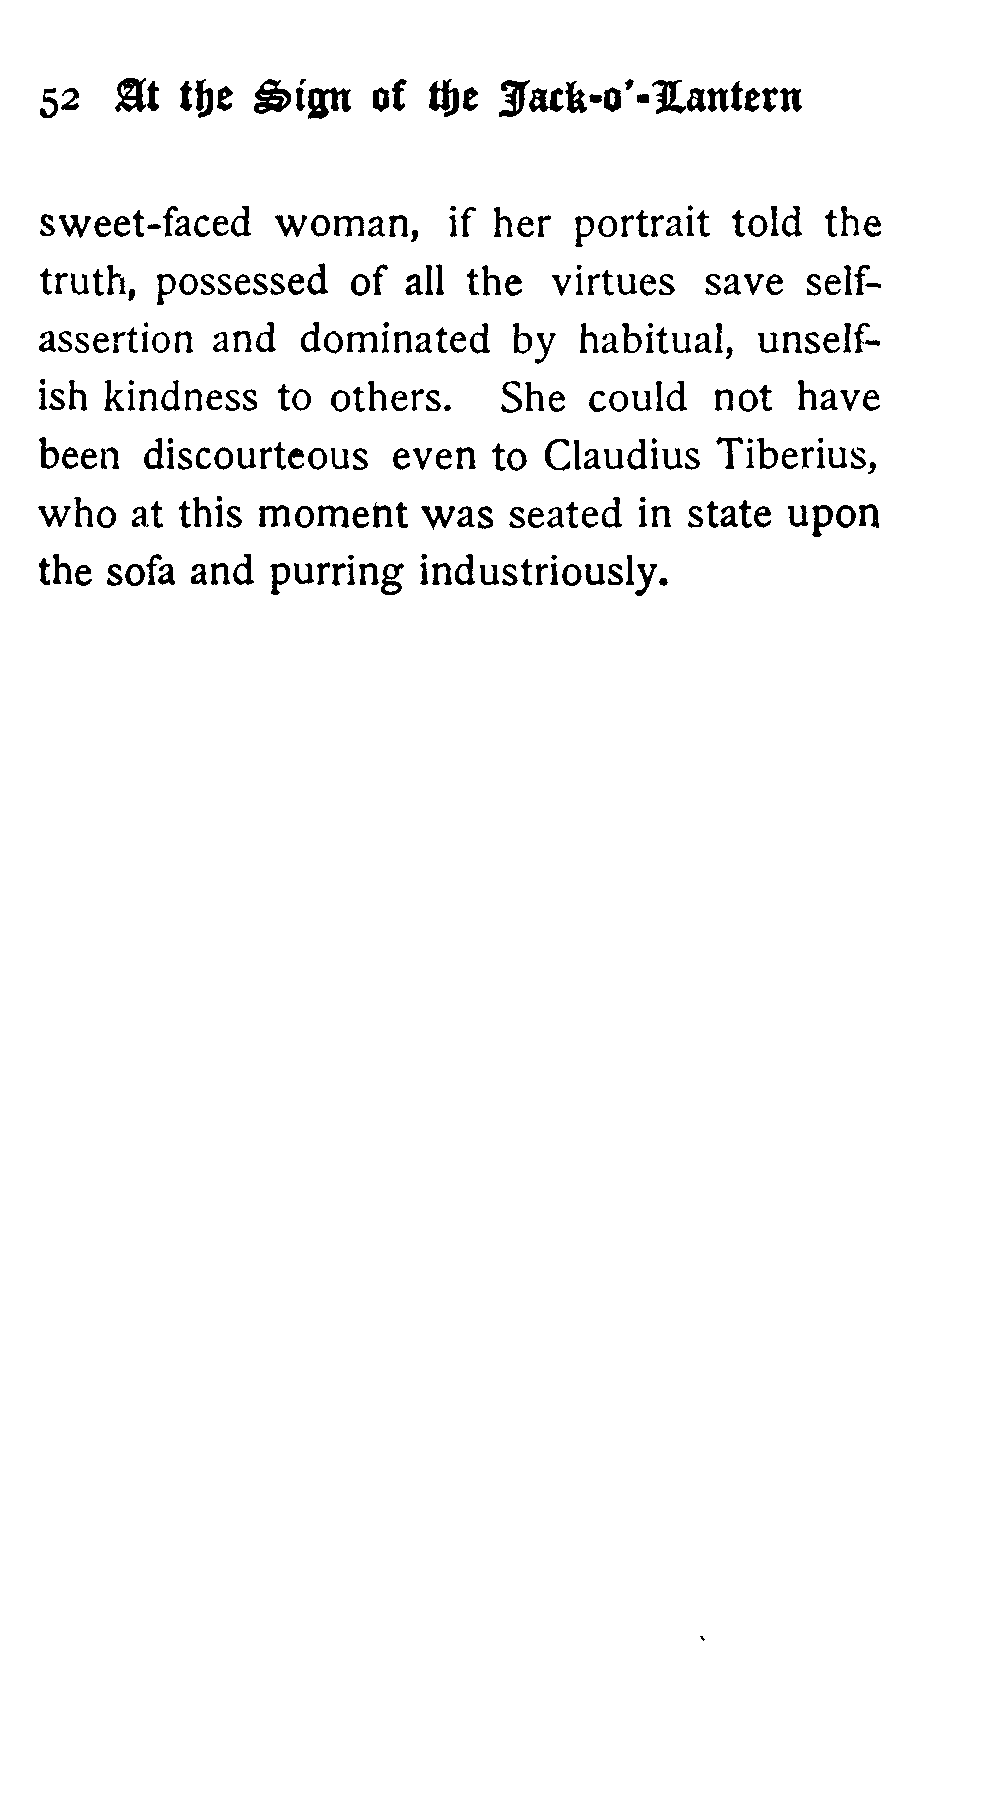 52 At the Sign of the Jack-o'-Lantern
sweet-faced woman, if her portrait told the
truth, possessed of all the virtues save self-
assertion and dominated by habitual, unself-
ish kindness to others. She could not have
been discourteous even to Claudius Tiberius,
who at this moment was seated in state upon
the sofa and purring industriously.